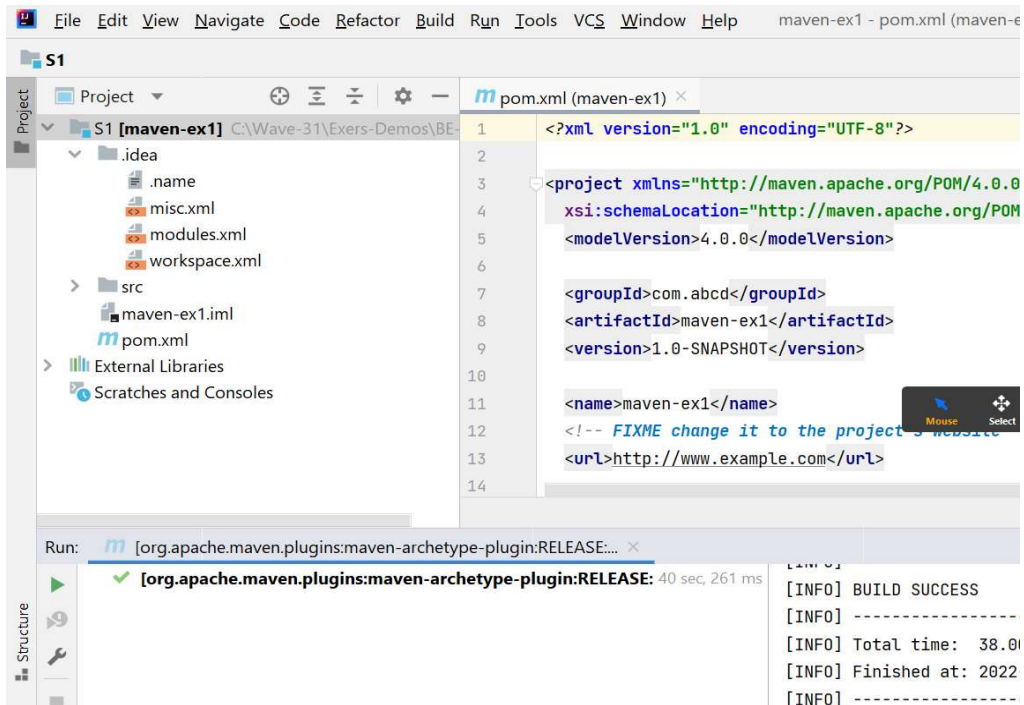 File Edit View Navigate Code Refactor Build Run Tools VCS Window Help maven-ex1 - pom.xml (maven-e
S1
Project
Project
m pom.xml (maven-ex1)
S1 [maven-ex1] C:\Wave-31\Exers-Demos\BE-
.idea
.name
misc.xml
modules.xml
workspace.xml
src
maven-ex1.iml
m pom.xml
External Libraries
Scratches and Consoles
1 <?xml version="1.0" encoding="UTF-8"?>
2
3 <project xmlns="http://maven.apache.org/POM/4.0.0
4 xsi:schemaLocation="http://maven.apache.org/POM
5 <modelVersion>4.0.0</modelVersion>
6
7 <groupId>com.abcd</groupId>
8 <artifactId>maven-ex1</artifactId>
9 <version>1.0-SNAPSHOT</version>
10
11 <name>maven-ex1</name>
12 <!-- FIXME change it to the project's website
13 <url>http://www.example.com</url>
14
Mouse Select
Run: m [org.apache.maven.plugins:maven-archetype-plugin:RELEASE:...
[org.apache.maven.plugins:maven-archetype-plugin:RELEASE: 40 sec, 261 ms
[INFO]
[INFO] BUILD SUCCESS
[INFO] ------------------
[INFO] Total time: 38.00
[INFO] Finished at: 2022
[INFO] ------------------
Structure